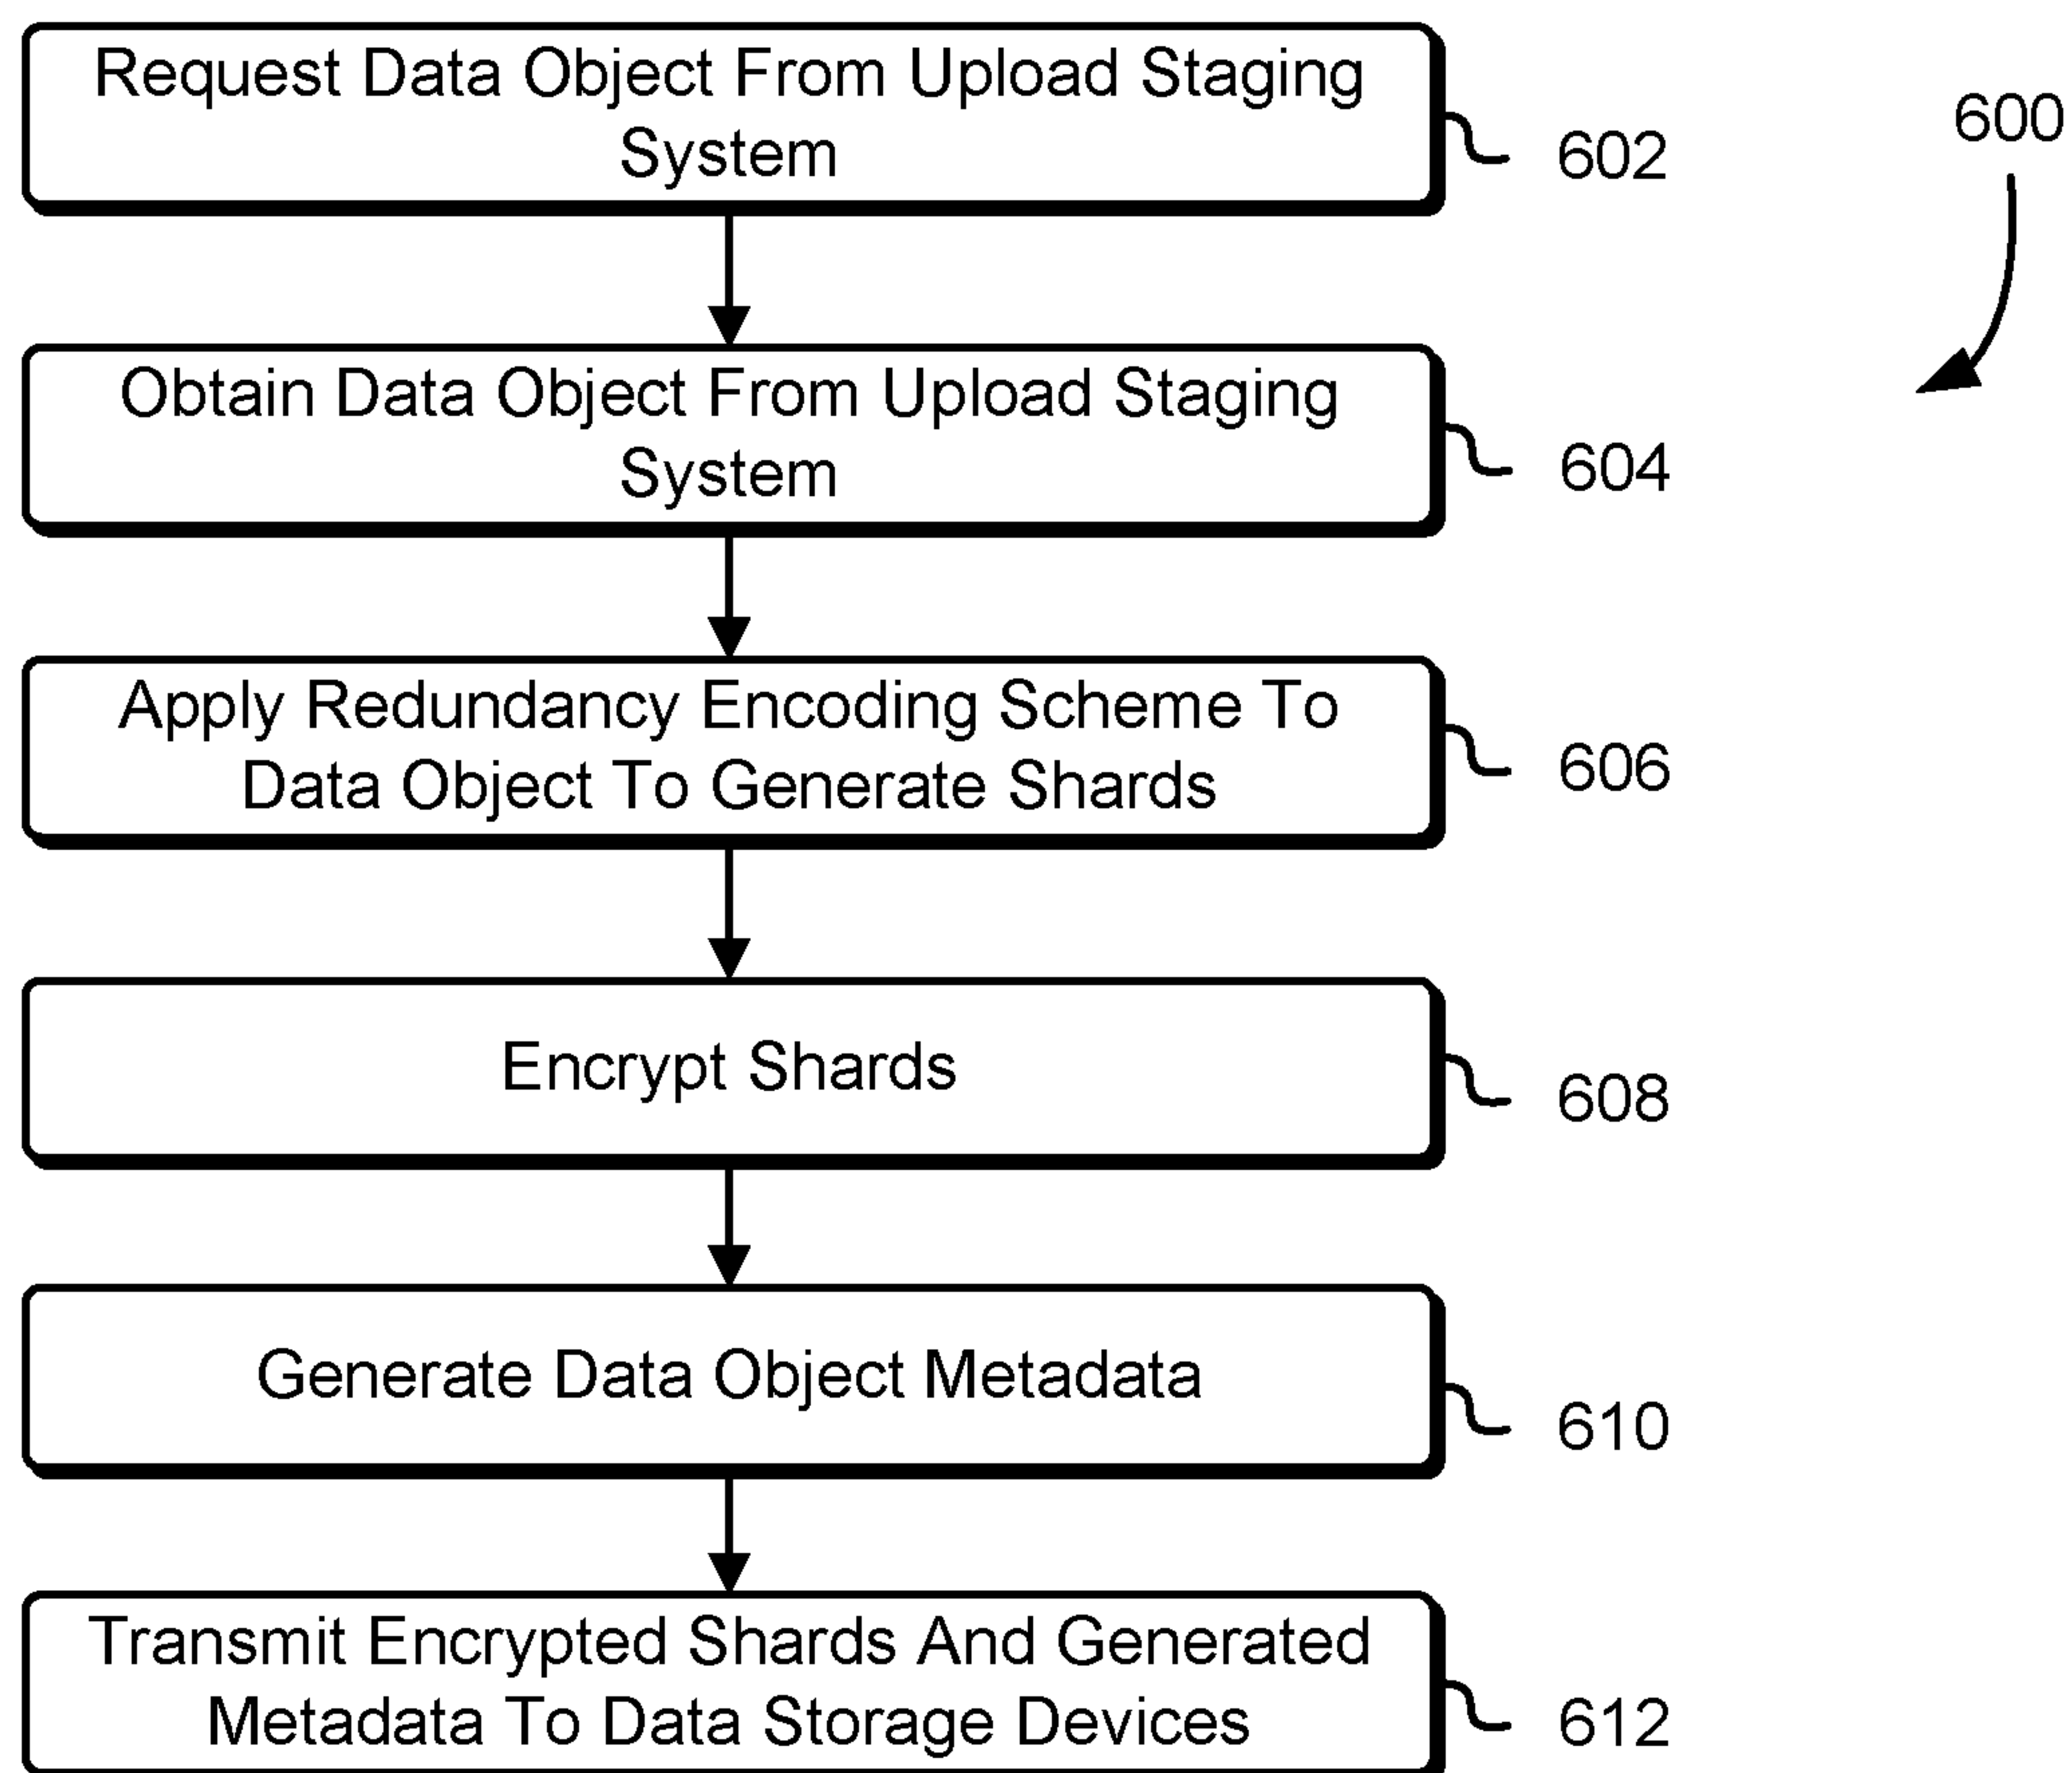 Request Data Object From Upload Staging
System
602
600
Obtain Data Object From Upload Staging
System
604
Apply Redundancy Encoding Scheme To
Data Object To Generate Shards
606
Encrypt Shards
608
Generate Data Object Metadata
610
Transmit Encrypted Shards And Generated
Metadata To Data Storage Devices
612